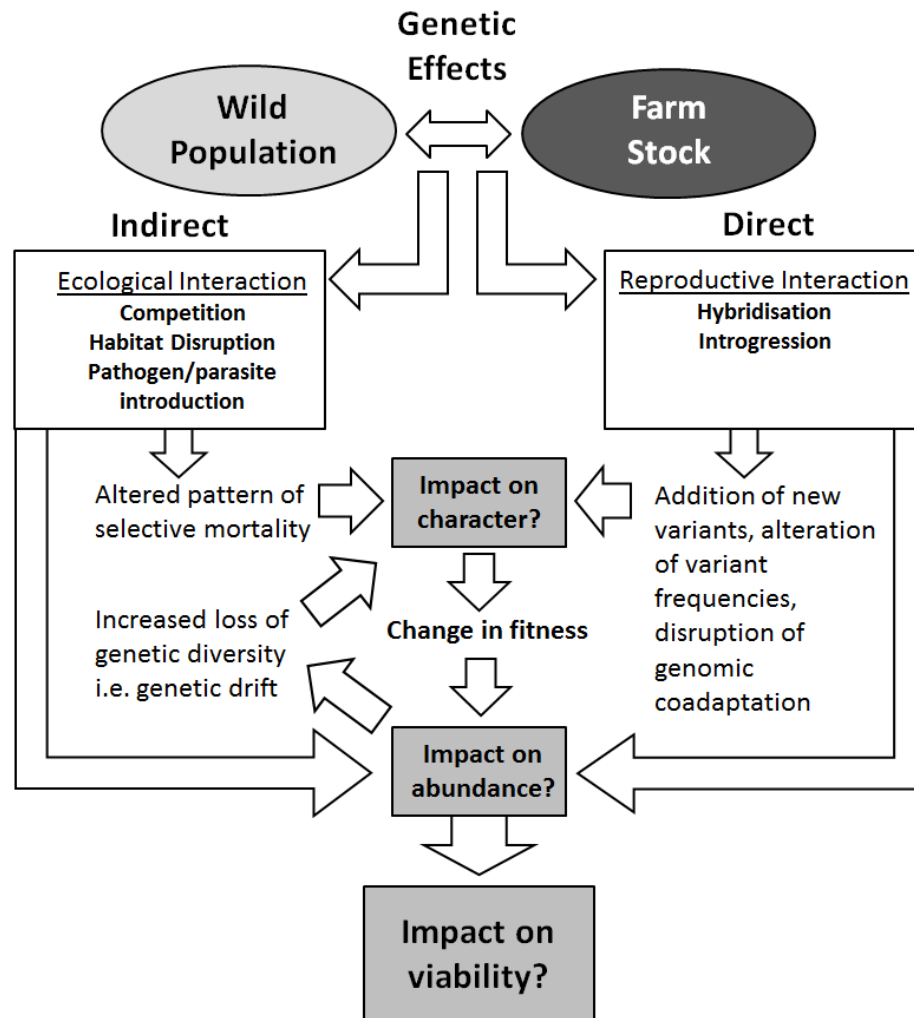 Genetic
Effects
Wild
Population
Farm
Stock
Indirect
Direct
Ecological Interaction
Competition
Habitat Disruption
Pathogen/parasite
introduction
Reproductive Interaction
Hybridisation
Introgression
Altered pattern of
selective mortality
Impact on
character?
Addition of new
variants, alteration
of variant
frequencies,
disruption of
genomic
coadaptation
Increased loss of
genetic diversity
i.e. genetic drift
Change in fitness
Impact on
abundance?
Impact on
viability?